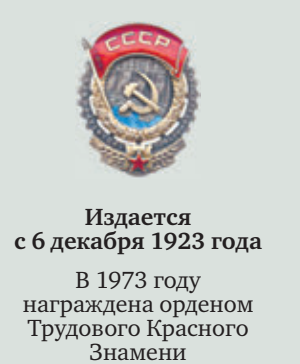 СССР
Издается
с 6 декабря 1923 года
В 1973 году
награждена орденом
Трудового Красного
Знамени